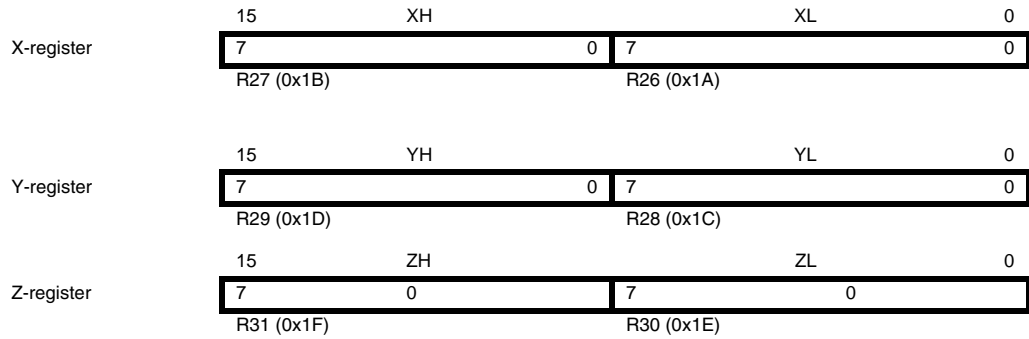 15 XH XL 0
X-register 7 0 7 0
R27 (0x1B) R26 (0x1A)
15 YH YL 0
Y-register 7 0 7 0
R29 (0x1D) R28 (0x1C)
15 ZH ZL 0
Z-register 7 0 7 0
R31 (0x1F) R30 (0x1E)